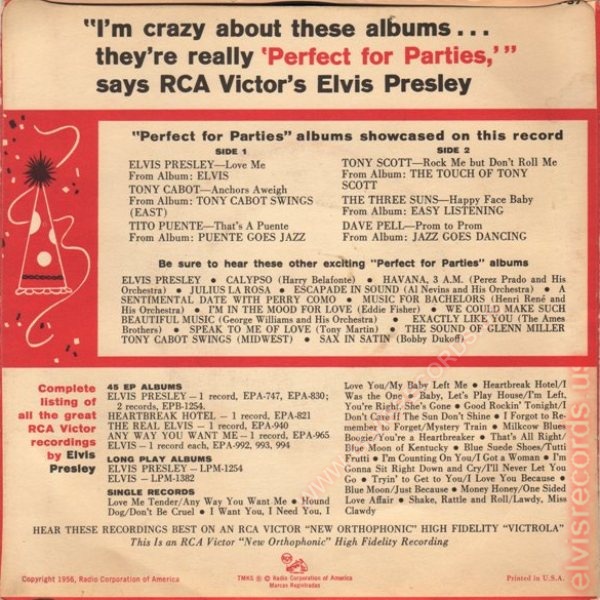 "I'm crazy about these albums...
they're really 'Perfect for Parties,'"
says RCA Victor's Elvis Presley
"Perfect for Parties" albums showcased on this record
SIDE 1
ELVIS PRESLEY—Love Me
From Album: ELVIS
TONY CABOT—Anchors Aweigh
From Album: TONY CABOT SWINGS
(EAST)
TITO PUENTE—That's A Puente
From Album: PUENTE GOES JAZZ
SIDE 2
TONY SCOTT—Rock Me but Don't Roll Me
From Album: THE TOUCH OF TONY
SCOTT
THE THREE SUNS—Happy Face Baby
From Album: EASY LISTENING
DAVE PELL—Prom to Prom
From Album: JAZZ GOES DANCING
Be sure to hear these other exciting "Perfect for Parties" albums
ELVIS PRESLEY • CALYPSO (Harry Belafonte) • HAVANA, 3 A.M. (Perez Prado and His
Orchestra) • JULIUS LA ROSA • ESCAPADE IN SOUND (Al Nevins and His Orchestra) • A
SENTIMENTAL DATE WITH PERRY COMO • MUSIC FOR BACHELORS (Henri René and
His Orchestra) • I'M IN THE MOOD FOR LOVE (Eddie Fisher) • WE COULD MAKE SUCH
BEAUTIFUL MUSIC (George Williams and His Orchestra) • EXACTLY LIKE YOU (The Ames
Brothers) • SPEAK TO ME OF LOVE (Tony Martin) • THE SOUND OF GLENN MILLER
TONY CABOT SWINGS (MIDWEST) • SAX IN SATIN (Bobby Dukoff)
Complete
listing of
all the great
RCA Victor
recordings
by Elvis
Presley
45 EP ALBUMS
ELVIS PRESLEY — 1 record, EPA-747, EPA-830;
2 records, EPB-1254.
HEARTBREAK HOTEL — 1 record, EPA-821
THE REAL ELVIS — 1 record, EPA-940
ANY WAY YOU WANT ME — 1 record, EPA-965
ELVIS — 1 record each, EPA-992, 993, 994
LONG PLAY ALBUMS
ELVIS PRESLEY — LPM-1254
ELVIS — LPM-1382
SINGLE RECORDS
Love Me Tender/Any Way You Want Me • Hound
Dog/Don't Be Cruel • I Want You, I Need You, I
Love You/My Baby Left Me • Heartbreak Hotel/I
Was the One • Baby, Let's Play House/I'm Left,
You're Right, She's Gone • Good Rockin' Tonight/I
Don't Care If The Sun Don't Shine • I Forgot to Re-
member to Forget/Mystery Train • Milkcow Blues
Boogie/You're a Heartbreaker • That's All Right/
Blue Moon of Kentucky • Blue Suede Shoes/Tutti
Frutti • I'm Counting On You/I Got a Woman • I'm
Gonna Sit Right Down and Cry/I'll Never Let You
Go • Tryin' to Get to You/I Love You Because •
Blue Moon/Just Because • Money Honey/One Sided
Love Affair • Shake, Rattle and Roll/Lawdy, Miss
Clawdy
HEAR THESE RECORDINGS BEST ON AN RCA VICTOR "NEW ORTHOPHONIC" HIGH FIDELITY "VICTROLA"
This Is an RCA Victor "New Orthophonic" High Fidelity Recording
Copyright 1956, Radio Corporation of America
TMKS ® © Radio Corporation of America
Marcas Registradas
Printed in U.S.A.
elvisrecords.us